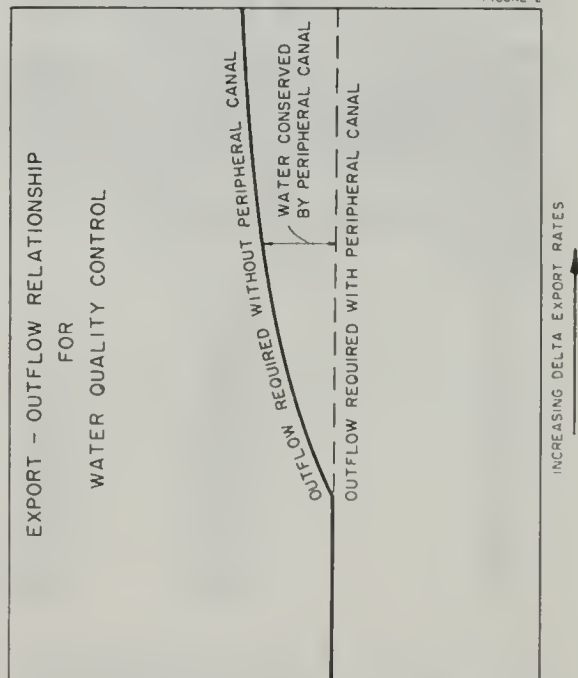 EXPORT - OUTFLOW RELATIONSHIP
FOR
WATER QUALITY CONTROL
OUTFLOW REQUIRED WITHOUT PERIPHERAL CANAL
WATER CONSERVED
BY PERIPHERAL CANAL
OUTFLOW REQUIRED WITH PERIPHERAL CANAL
INCREASING DELTA EXPORT RATES